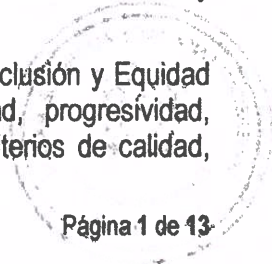 clusión y Equidad
d, progresividad,
terios de calidad,
Página 1 de 13